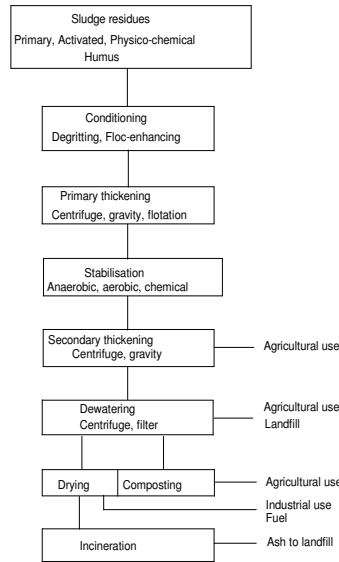 Sludge residues
Primary, Activated, Physico-chemical
Humus
Conditioning
Degritting, Floc-enhancing
Primary thickening
Centrifuge, gravity, flotation
Stabilisation
Anaerobic, aerobic, chemical
Secondary thickening
Centrifuge, gravity
Agricultural use
Dewatering
Centrifuge, filter
Agricultural use
Landfill
Drying
Composting
Agricultural use
Industrial use
Fuel
Incineration
Ash to landfill